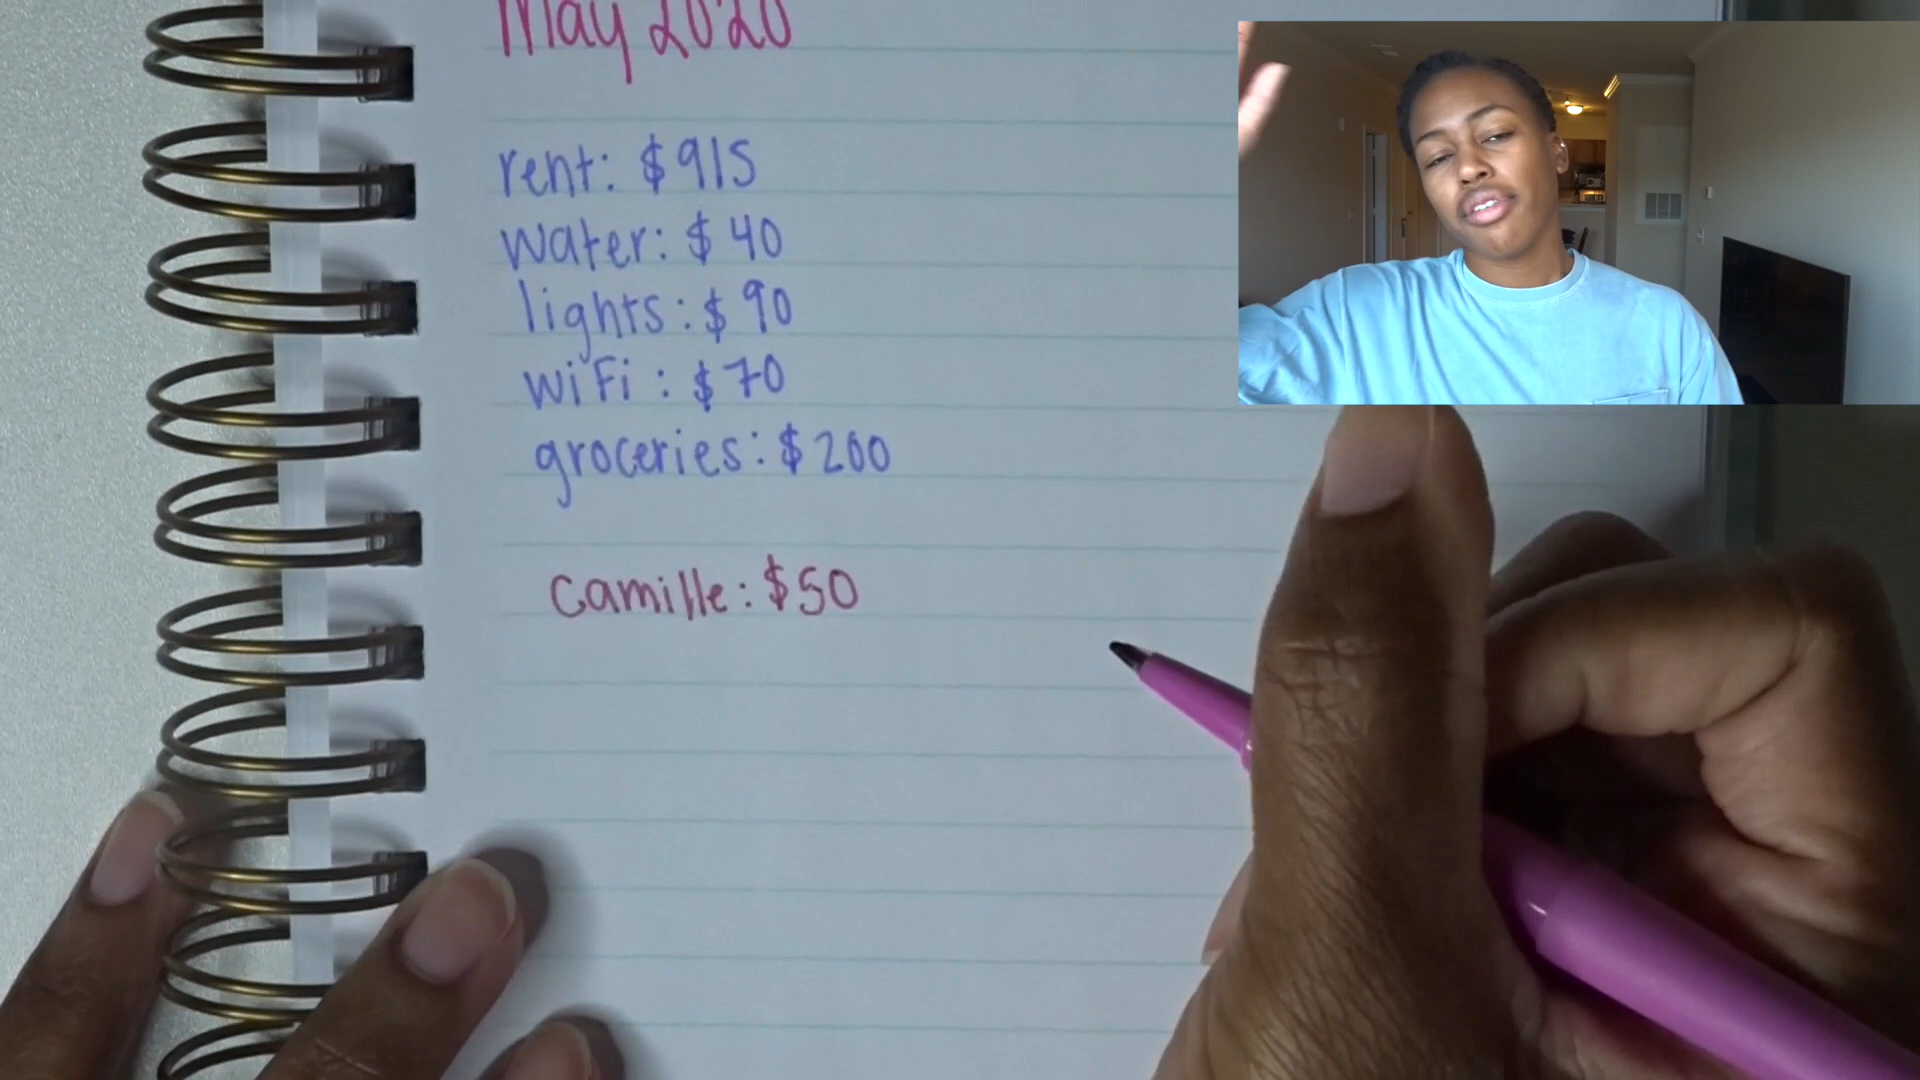 May 2020
rent: $915
water: $40
lights: $90
wifi: $70
groceries: $200
Camille: $50